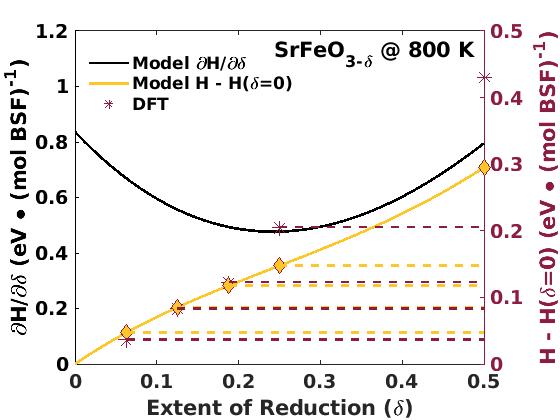 SrFeO3-δ @ 800 K
Model ∂H/∂δ
Model H - H(δ=0)
DFT
∂H/∂δ (eV • (mol BSF)-1)
1.2
1
0.8
0.6
0.4
0.2
0
H - H(δ=0) (eV • (mol BSF)-1)
0.5
0.4
0.3
0.2
0.1
0
0 0.1 0.2 0.3 0.4 0.5
Extent of Reduction (δ)